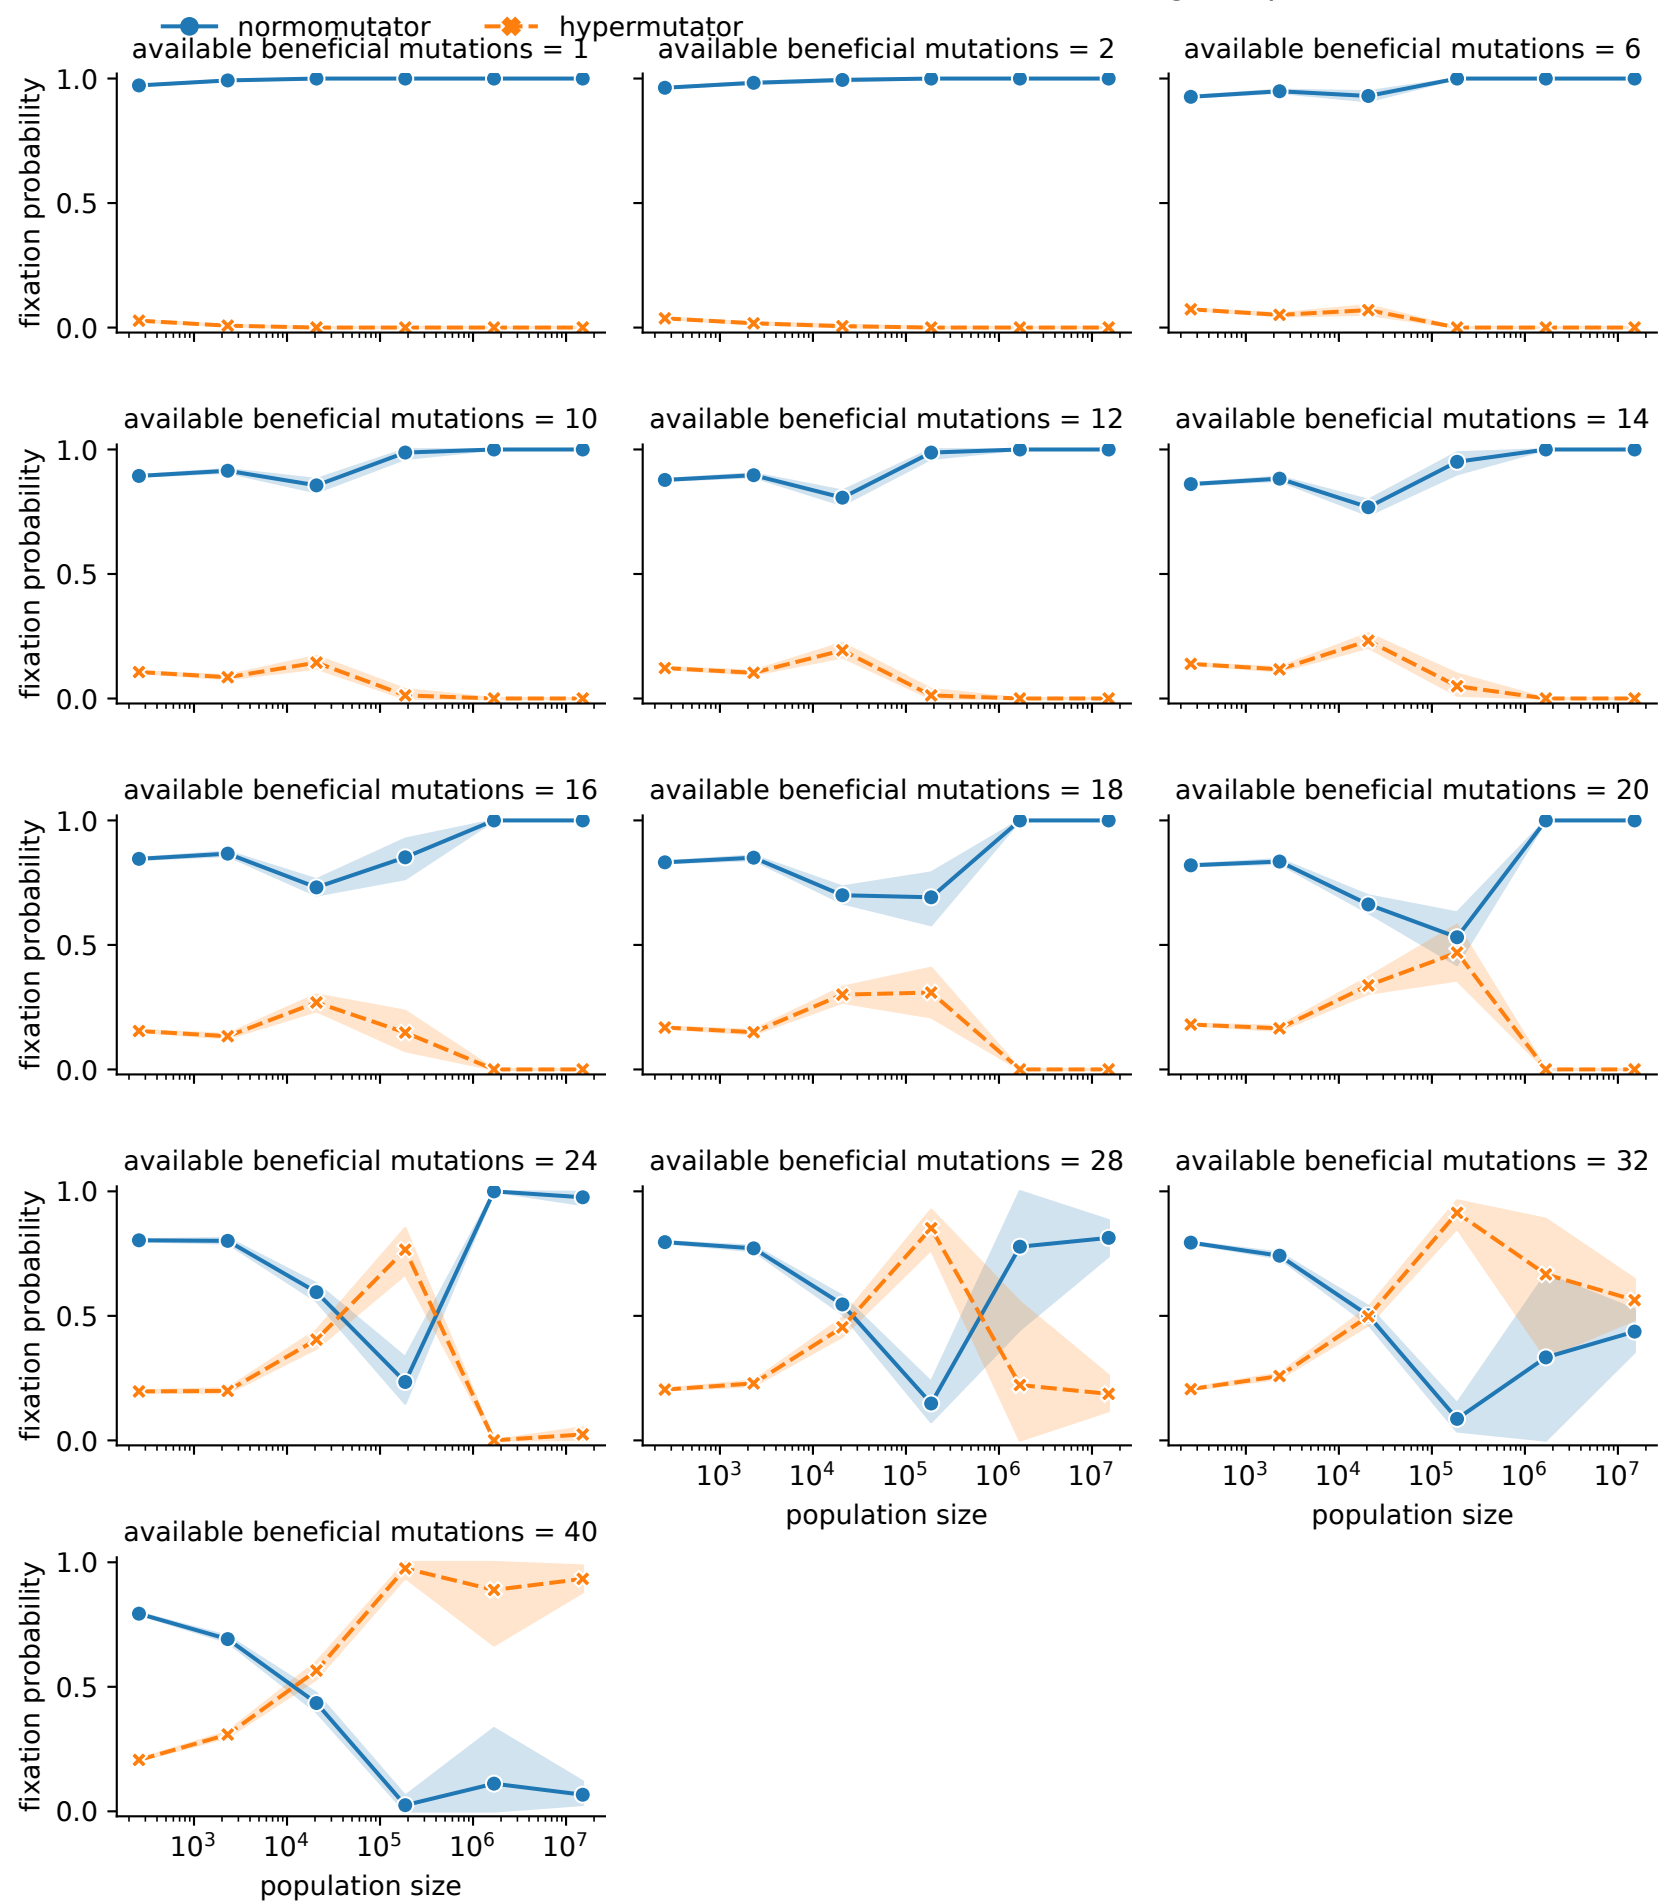 normomutator hypermutator
available beneficial mutations = 1 available beneficial mutations = 2 available beneficial mutations = 6
fixation probability
1.0
0.5
0.0
available beneficial mutations = 10 available beneficial mutations = 12 available beneficial mutations = 14
fixation probability
1.0
0.5
0.0
available beneficial mutations = 16 available beneficial mutations = 18 available beneficial mutations = 20
fixation probability
1.0
0.5
0.0
available beneficial mutations = 24 available beneficial mutations = 28 available beneficial mutations = 32
fixation probability
1.0
0.5
0.0
10³ 10⁴ 10⁵ 10⁶ 10⁷ 10³ 10⁴ 10⁵ 10⁶ 10⁷
population size population size
available beneficial mutations = 40
fixation probability
1.0
0.5
0.0
10³ 10⁴ 10⁵ 10⁶ 10⁷
population size